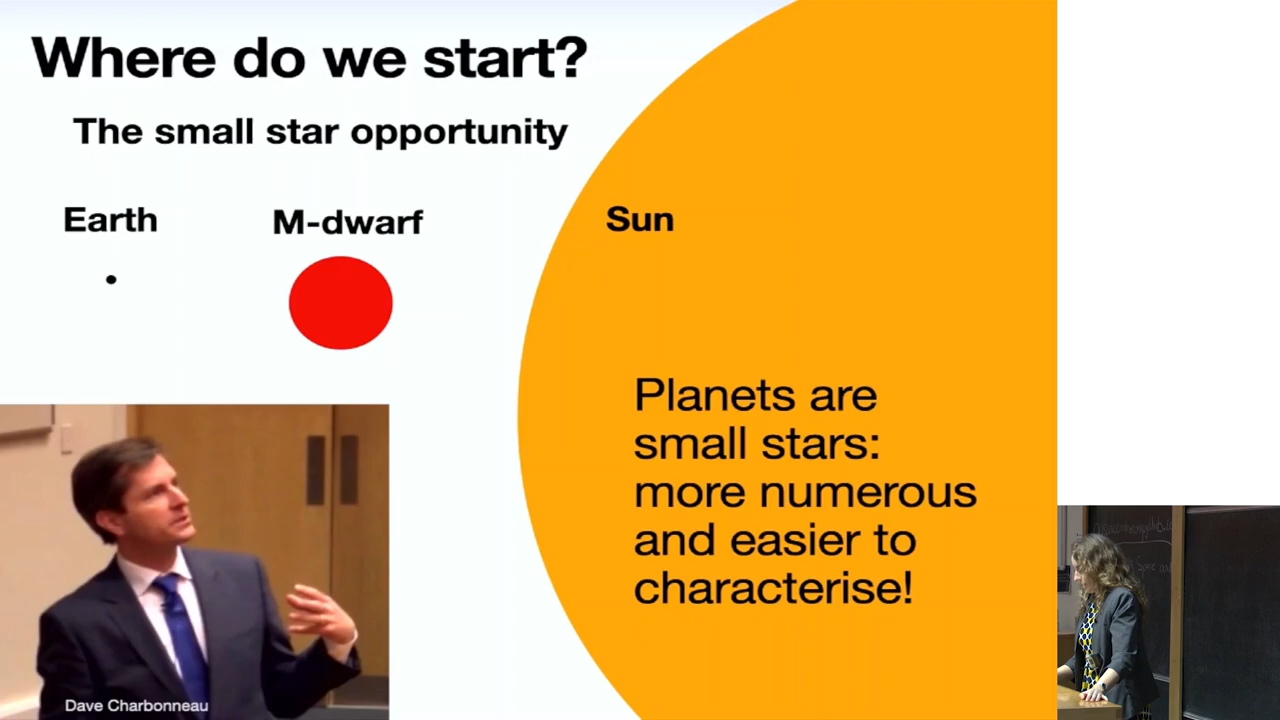 Where do we start?
The small star opportunity
Earth
M-dwarf
Sun
Planets are
small stars:
more numerous
and easier to
characterise!
Dave Charbonneau